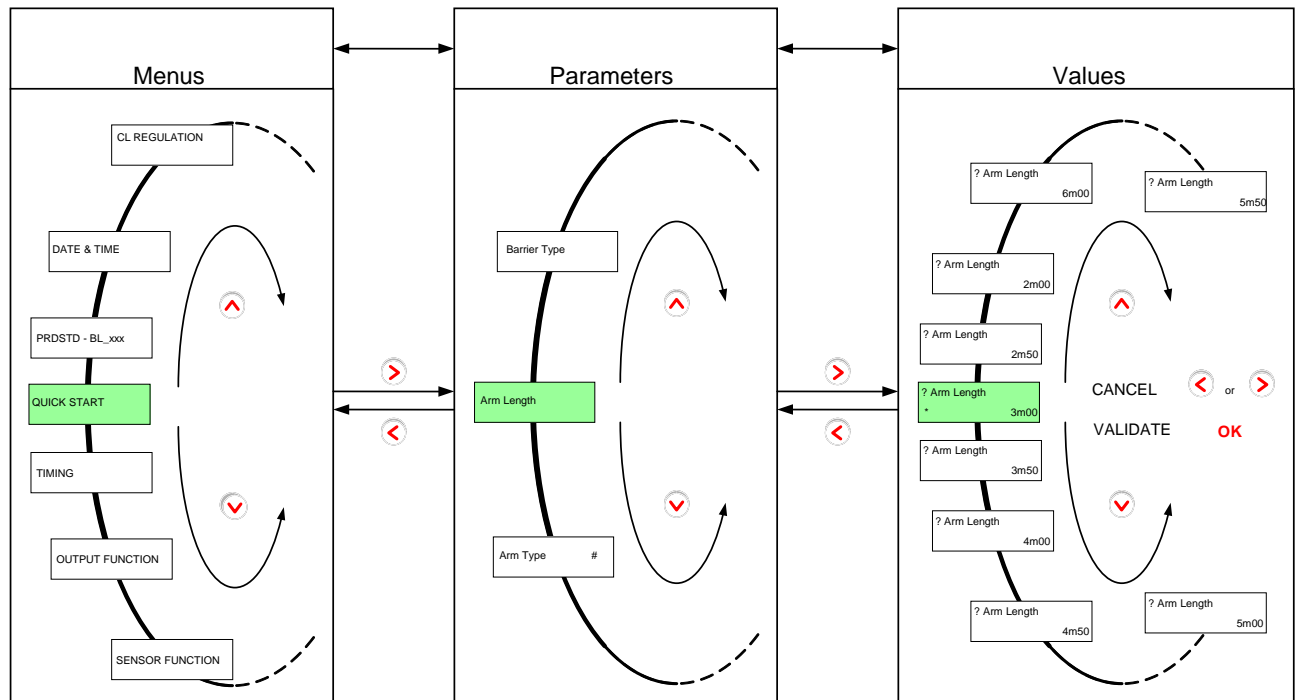 Menus
CL REGULATION
DATE & TIME
PRDSTD - BL_xxx
QUICK START
TIMING
OUTPUT FUNCTION
SENSOR FUNCTION
Parameters
Barrier Type
Arm Length
Arm Type #
Values
? Arm Length
6m00
? Arm Length
5m50
? Arm Length
2m00
? Arm Length
2m50
? Arm Length
* 3m00
CANCEL or
VALIDATE OK
? Arm Length
3m50
? Arm Length
4m00
? Arm Length
4m50
? Arm Length
5m00